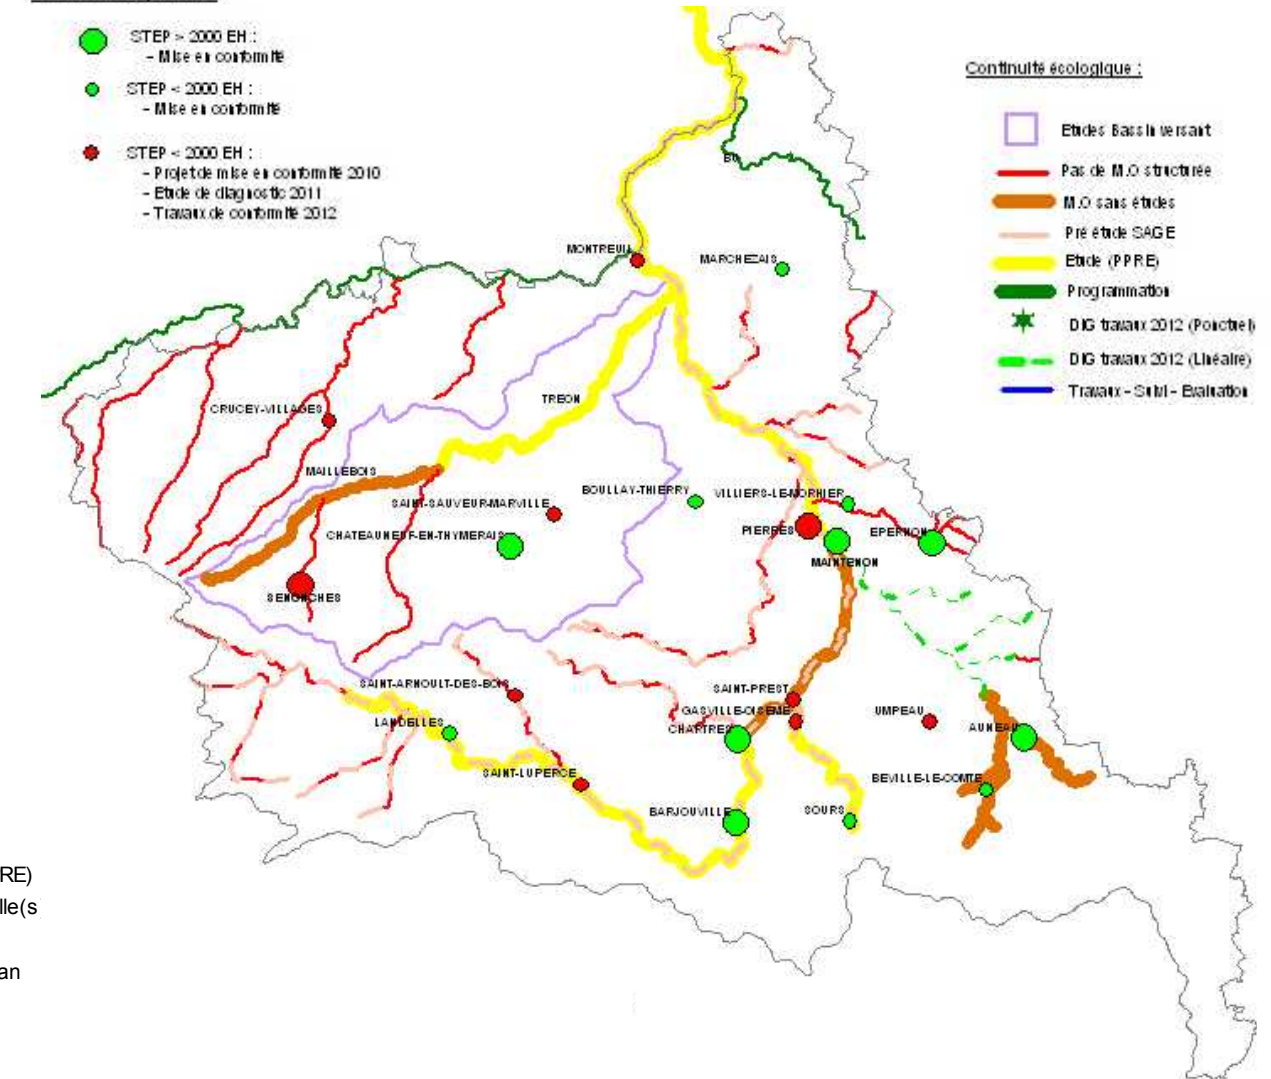 STEP > 2000 EH :
- Mise en conformité
STEP < 2000 EH :
- Mise en conformité
STEP < 2000 EH :
- Projet de mise en conformité 2010
- Etude de diagnostic 2011
- Travaux de conformité 2012
Continuité écologique :
Etudes Bassin versant
Pas de M.O structurée
M.O sans études
Pré étude SAGE
Etude (PPRE)
Programmation
DIG travaux 2012 (Ponctuel)
DIG travaux 2012 (Linéaire)
Travaux - Suivi - Evaluation
BU
MONTREUIL
MARCHEZAIS
CRUCEY-VILLAGES
TREON
MAILLEBOIS
SAINT-SAUVEUR-MARVILLE
BOULLAY-THIERRY
VILLIERS-LE-MORHIER
CHATEAUNEUF-EN-THYMERAIS
PIERRES
EPERNON
MAINTENON
SENONCHES
SAINT-ARNOULT-DES-BOIS
SAINT-PREST
GASVILLE-OISEME
UMPEAU
LANDELLES
CHARTRES
AUNEAU
SAINT-LUPERCE
BEVILLE-LE-COMTE
BARJOUVILLE
SOURS
RE)
lle(s
an